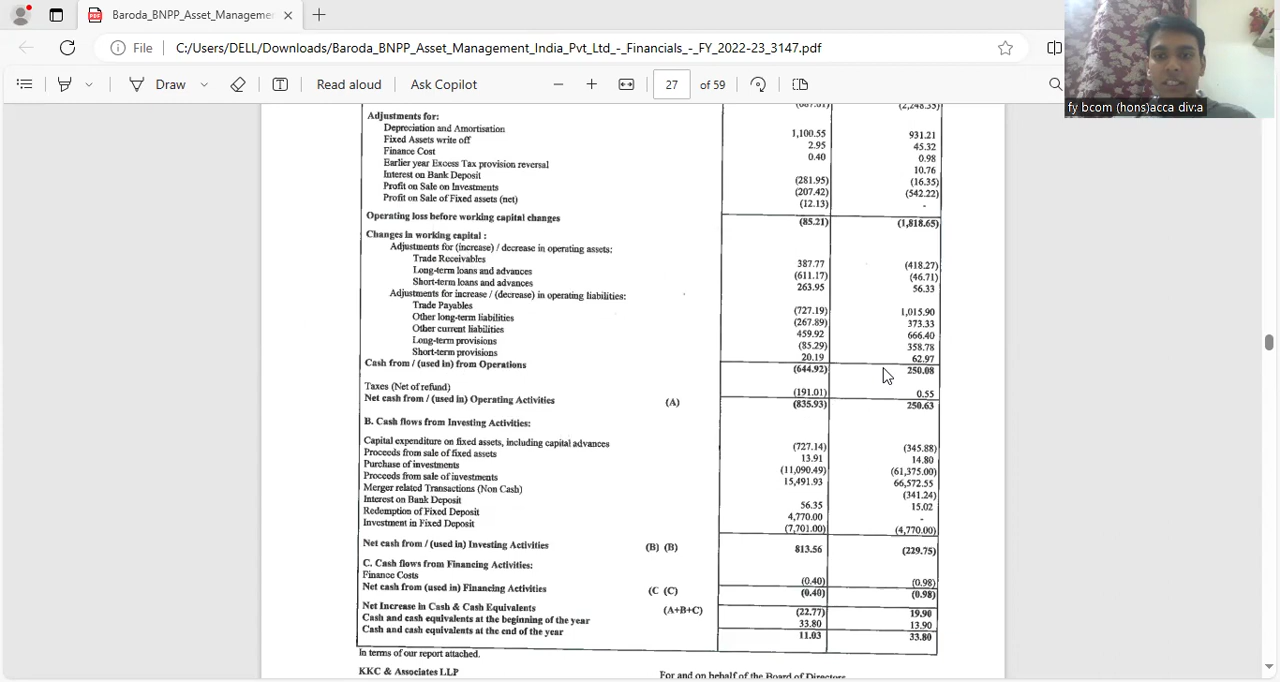 Baroda_BNPP_Asset_Managemen
File C:/Users/DELL/Downloads/Baroda_BNPP_Asset_Management_India_Pvt_Ltd_-_Financials_-_FY_2022-23_3147.pdf
Draw Read aloud Ask Copilot 27 of 59
fy bcom (hons)acca div:a
(2,248.33)
Adjustments for:
Depreciation and Amortisation 1,100.55 931.21
Fixed Assets write off 2.95 45.32
Finance Cost 0.40 0.98
Earlier year Excess Tax provision reversal 10.76
Interest on Bank Deposit (281.95) (16.35)
Profit on Sale on Investments (207.42) (542.22)
Profit on Sale of Fixed assets (net) (12.13) -
Operating loss before working capital changes (85.21) (1,818.65)
Changes in working capital :
Adjustments for (increase) / decrease in operating assets:
Trade Receivables 387.77 (418.27)
Long-term loans and advances (611.17) (46.71)
Short-term loans and advances 263.95 56.33
Adjustments for increase / (decrease) in operating liabilities:
Trade Payables (727.19) 1,015.90
Other long-term liabilities (267.89) 373.33
Other current liabilities 459.92 666.40
Long-term provisions (85.29) 358.78
Short-term provisions 20.19 62.97
Cash from / (used in) from Operations (644.92) 250.08
Taxes (Net of refund) (191.01) 0.55
Net cash from / (used in) Operating Activities (A) (835.93) 250.63
B. Cash flows from Investing Activities:
Capital expenditure on fixed assets, including capital advances (727.14) (345.88)
Proceeds from sale of fixed assets 13.91 14.80
Purchase of investments (11,090.49) (61,375.00)
Proceeds from sale of investments 15,491.93 66,572.55
Merger related Transactions (Non Cash) (341.24)
Interest on Bank Deposit 56.35 15.02
Redemption of Fixed Deposit 4,770.00 -
Investment in Fixed Deposit (7,701.00) (4,770.00)
Net cash from / (used in) Investing Activities (B) (B) 813.56 (229.75)
C. Cash flows from Financing Activities:
Finance Costs (0.40) (0.98)
Net cash from (used in) Financing Activities (C (C) (0.40) (0.98)
Net Increase in Cash & Cash Equivalents (A+B+C) (22.77) 19.90
Cash and cash equivalents at the beginning of the year 33.80 13.90
Cash and cash equivalents at the end of the year 11.03 33.80
In terms of our report attached.
KKC & Associates LLP For and on behalf of the Board of Directors